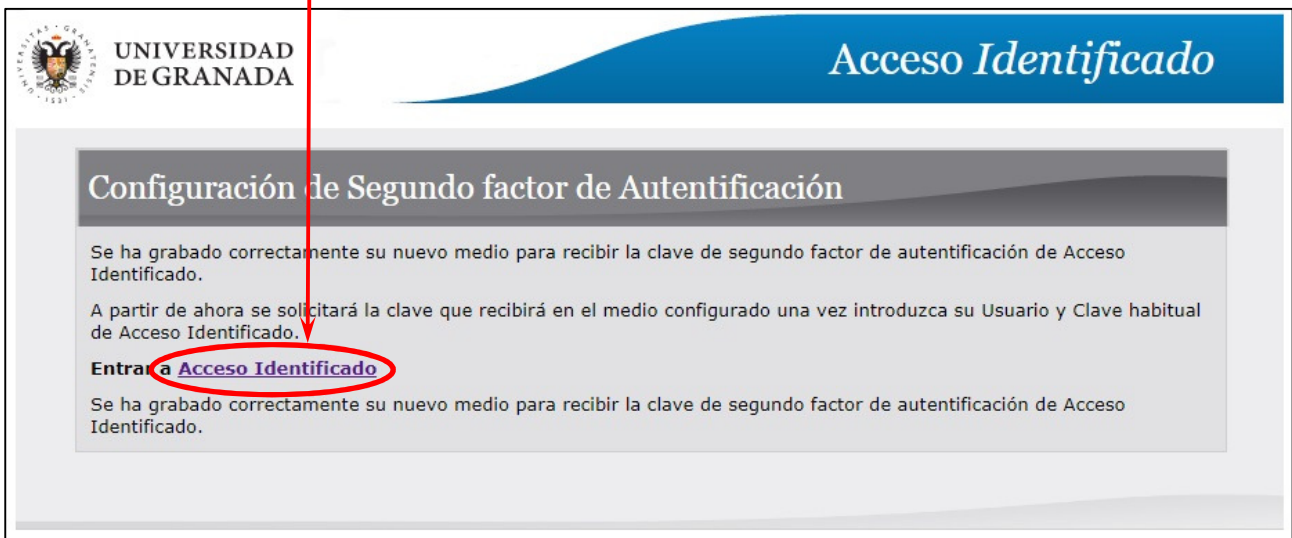 UNIVERSITAS · GRANATENSIS · 1531 ·
UNIVERSIDAD
DE GRANADA
Acceso Identificado
Configuración de Segundo factor de Autentificación
Se ha grabado correctamente su nuevo medio para recibir la clave de segundo factor de autentificación de Acceso
Identificado.
A partir de ahora se solicitará la clave que recibirá en el medio configurado una vez introduzca su Usuario y Clave habitual
de Acceso Identificado.
Entrar a Acceso Identificado
Se ha grabado correctamente su nuevo medio para recibir la clave de segundo factor de autentificación de Acceso
Identificado.